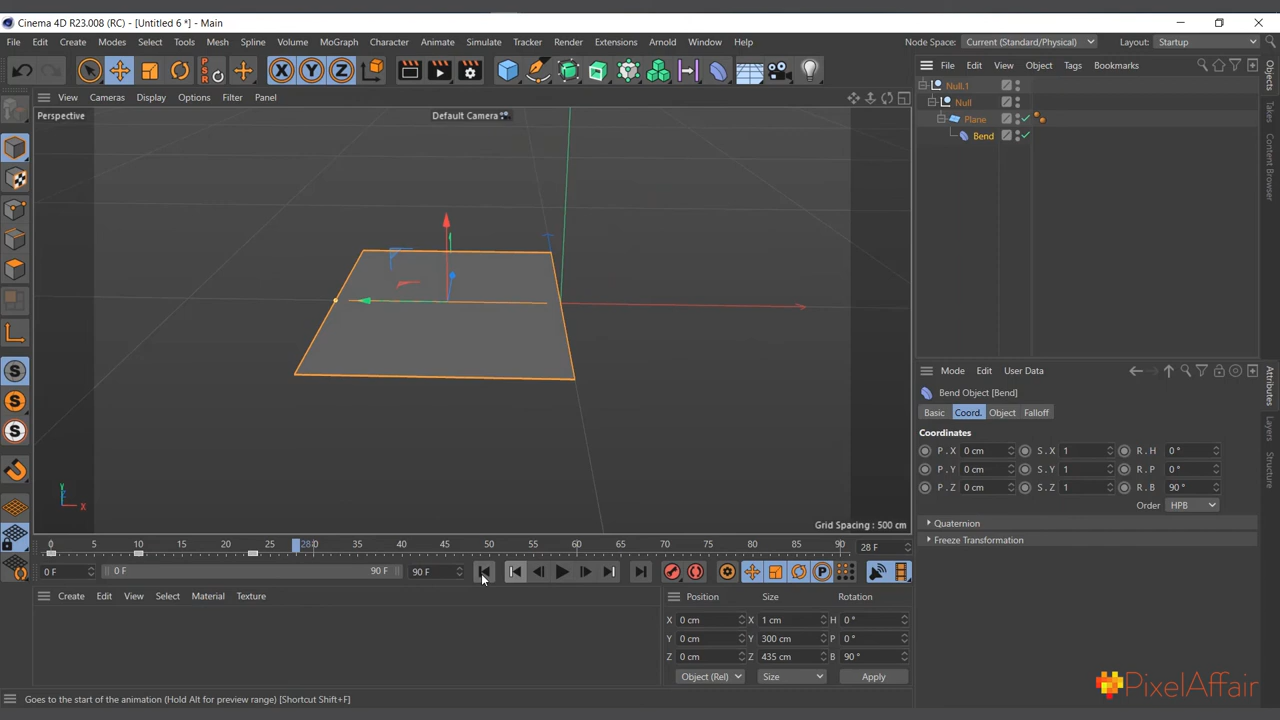 Cinema 4D R23.008 (RC) - [Untitled 6 *] - Main
File Edit Create Modes Select Tools Mesh Spline Volume MoGraph Character Animate Simulate Tracker Render Extensions Arnold Window Help Node Space: Current (Standard/Physical) Layout: Startup
X Y Z
P S R
View Cameras Display Options Filter Panel
File Edit View Object Tags Bookmarks
Perspective
Default Camera
Null.1
Null
Plane
Bend
Objects
Takes
Content Browser
Attributes
Layers
Structure
Mode Edit User Data
Bend Object [Bend]
Basic Coord. Object Falloff
Coordinates
P . X 0 cm S . X 1 R . H 0 °
P . Y 0 cm S . Y 1 R . P 0 °
P . Z 0 cm S . Z 1 R . B 90 °
Order HPB
Quaternion
Freeze Transformation
S
S
S
Y
Z
X
Grid Spacing : 500 cm
0 5 10 15 20 25 28 30 35 40 45 50 55 60 65 70 75 80 85 90 28 F
0 F 0 F 90 F 90 F
P
Create Edit View Select Material Texture
Position Size Rotation
X 0 cm X 1 cm H 0 °
Y 0 cm Y 300 cm P 0 °
Z 0 cm Z 435 cm B 90 °
Object (Rel) Size Apply
Goes to the start of the animation (Hold Alt for preview range) [Shortcut Shift+F]
PixelAffair